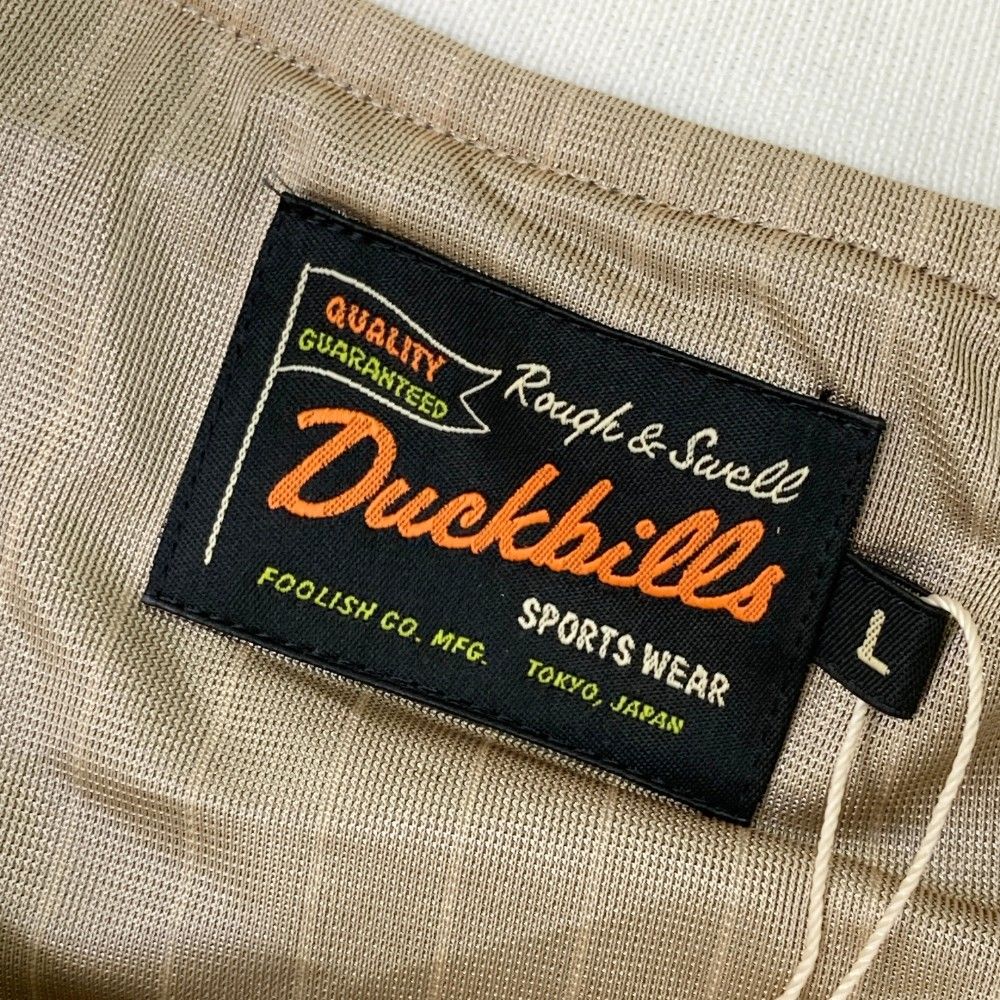 QUALITY
GUARANTEED
Rough & Swell
Duckbills
SPORTS WEAR
FOOLISH CO. MFG. TOKYO, JAPAN
L